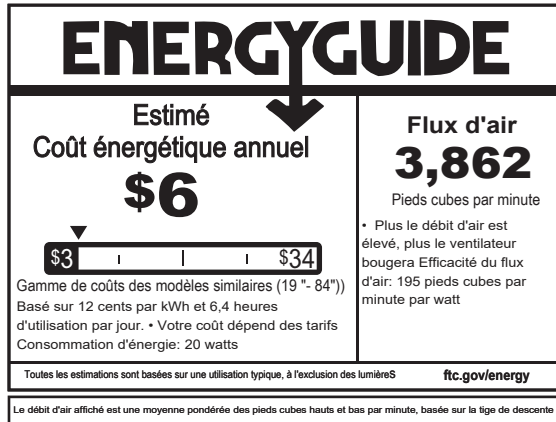 ENERGYGUIDE
Estimé
Coût énergétique annuel
$6
$3
$34
Gamme de coûts des modèles similaires (19 "- 84"))
Basé sur 12 cents par kWh et 6,4 heures
d'utilisation par jour. • Votre coût dépend des tarifs
Consommation d'énergie: 20 watts
Flux d'air
3,862
Pieds cubes par minute
• Plus le débit d'air est
élevé, plus le ventilateur
bougera Efficacité du flux
d'air: 195 pieds cubes par
minute par watt
Toutes les estimations sont basées sur une utilisation typique, à l'exclusion des lumièreS
ftc.gov/energy
Le débit d'air affiché est une moyenne pondérée des pieds cubes hauts et bas par minute, basée sur la tige de descente